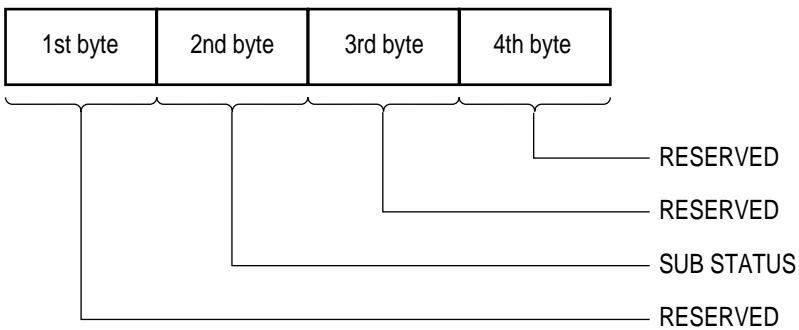 1st byte 2nd byte 3rd byte 4th byte
RESERVED
RESERVED
SUB STATUS
RESERVED